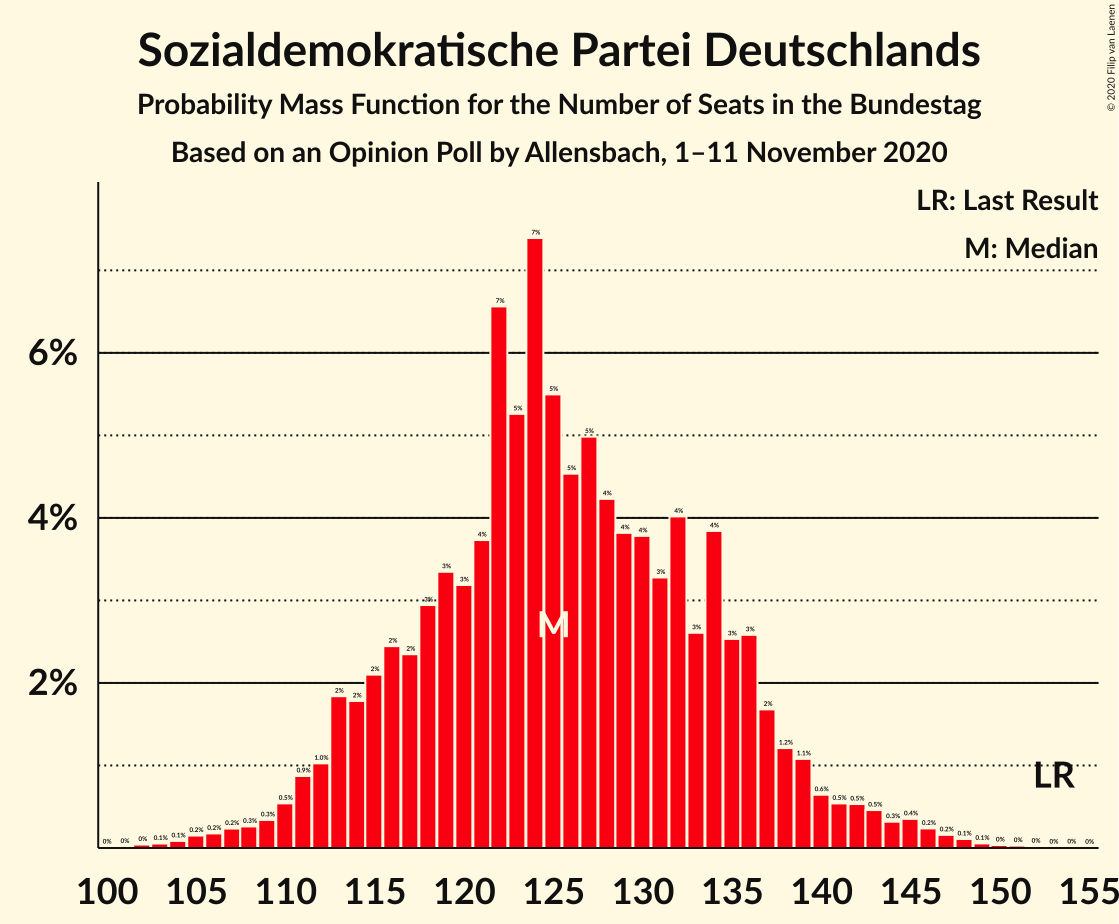 Sozialdemokratische Partei Deutschlands
Probability Mass Function for the Number of Seats in the Bundestag
Based on an Opinion Poll by Allensbach, 1–11 November 2020
© 2020 Filip van Laenen
LR: Last Result
M: Median
6%
4%
2%
0% 0% 0% 0.1% 0.1% 0.2% 0.2% 0.2% 0.3% 0.3% 0.5% 0.9% 1.0% 2% 2% 2% 2% 2% 3% 3% 3% 4% 7% 5% 7% 5% 5% 5% 4% 4% 4% 3% 4% 3% 4% 3% 3% 2% 1.2% 1.1% 0.6% 0.5% 0.5% 0.5% 0.3% 0.4% 0.2% 0.2% 0.1% 0.1% 0% 0% 0% 0% 0% 0%
M
LR
100 105 110 115 120 125 130 135 140 145 150 155